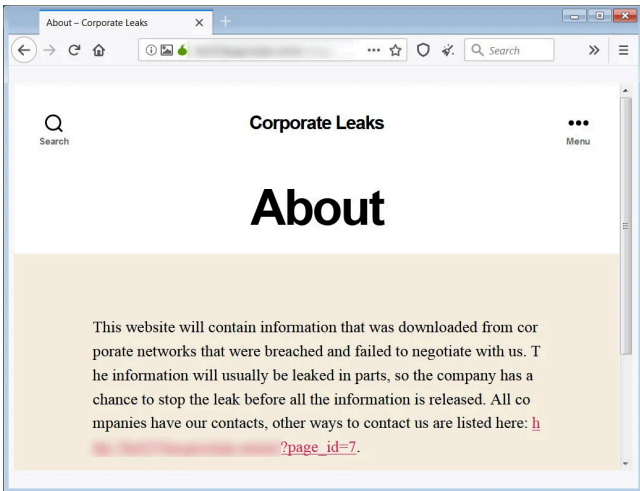 About – Corporate Leaks
Search
Corporate Leaks
Search
Menu
About
This website will contain information that was downloaded from cor
porate networks that were breached and failed to negotiate with us. T
he information will usually be leaked in parts, so the company has a
chance to stop the leak before all the information is released. All co
mpanies have our contacts, other ways to contact us are listed here: h
?page_id=7.